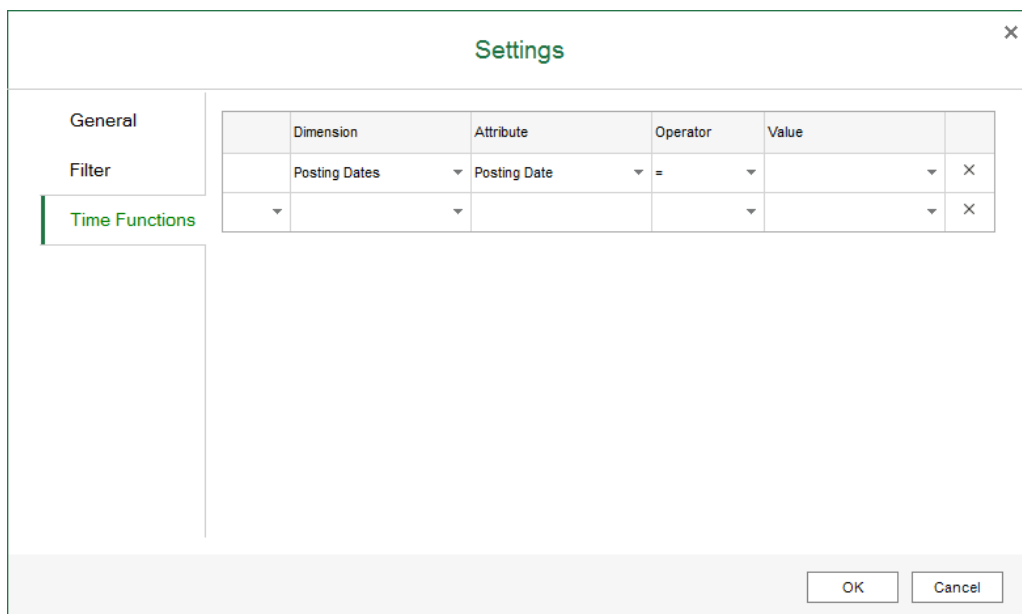 Settings
General
Filter
Time Functions
Dimension Attribute Operator Value
Posting Dates Posting Date =
OK Cancel